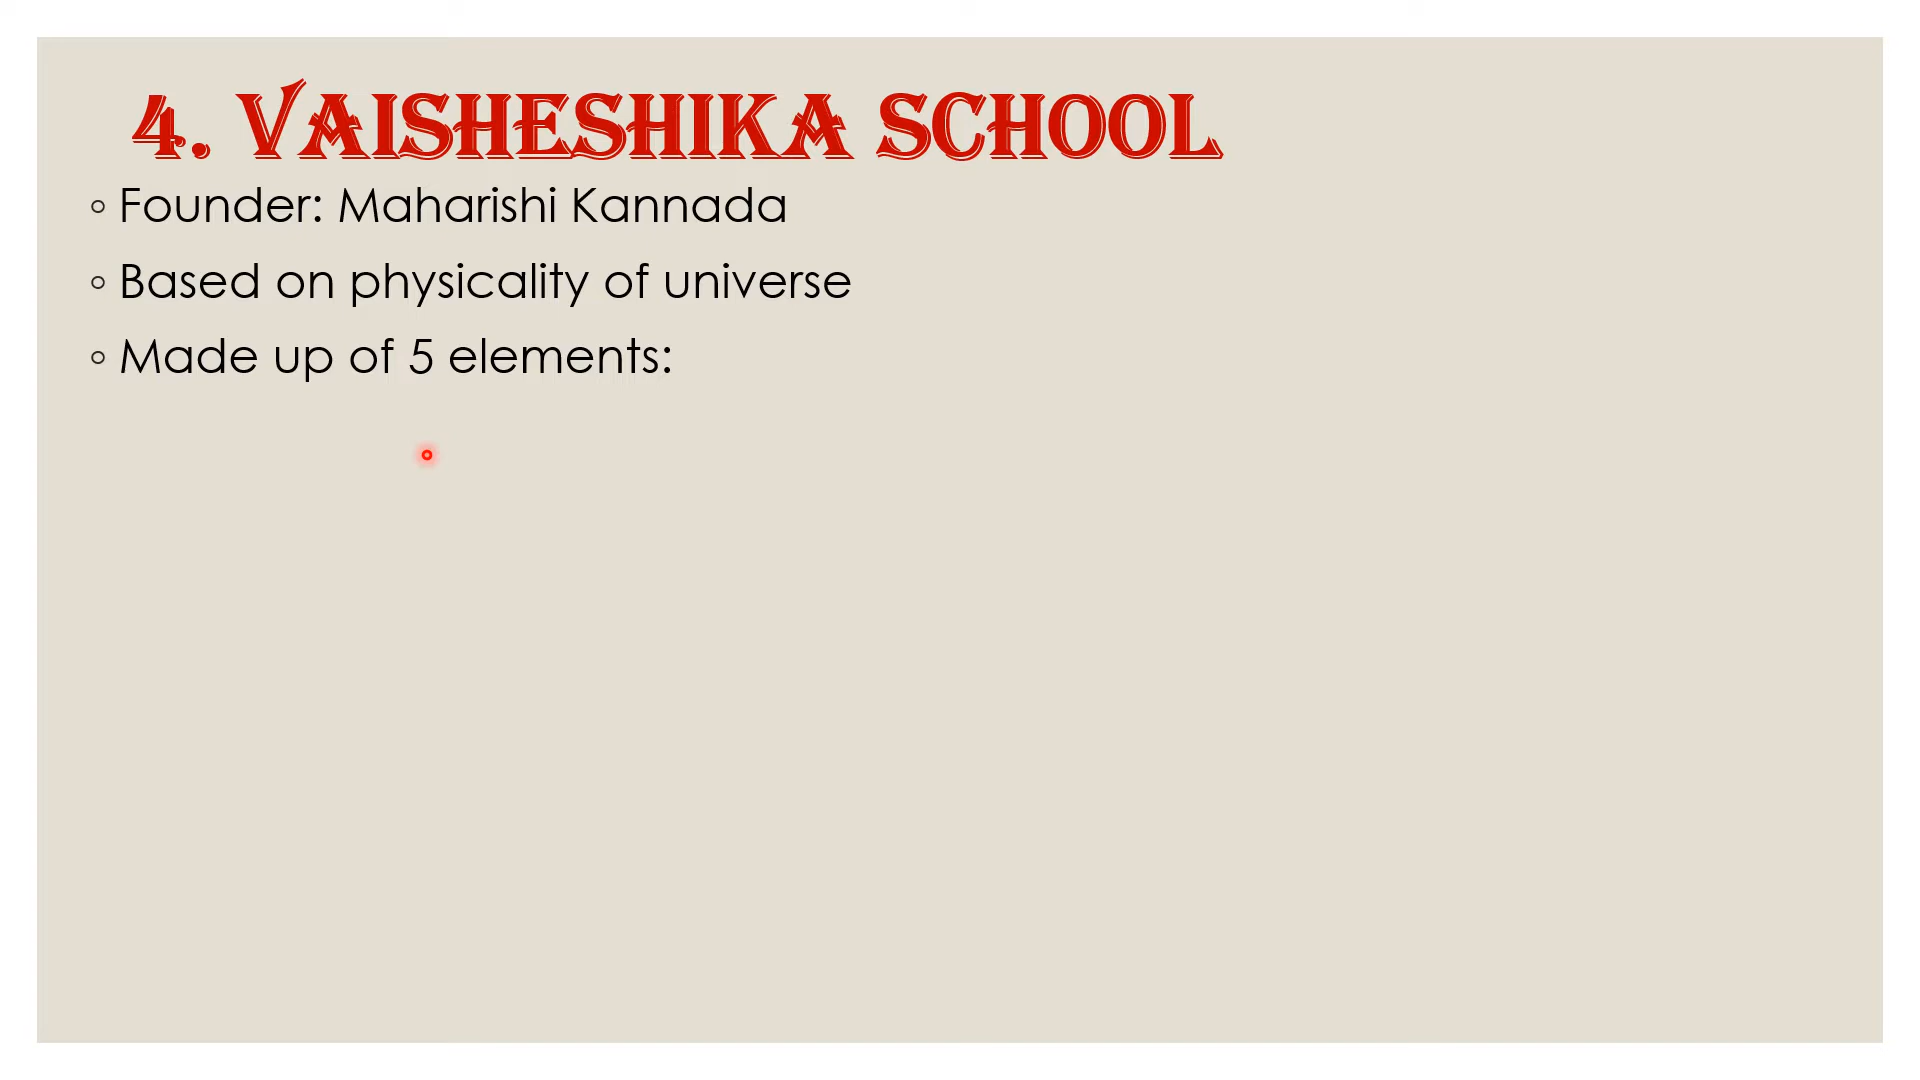 4. VAISHESHIKA SCHOOL
◦ Founder: Maharishi Kannada
◦ Based on physicality of universe
◦ Made up of 5 elements: